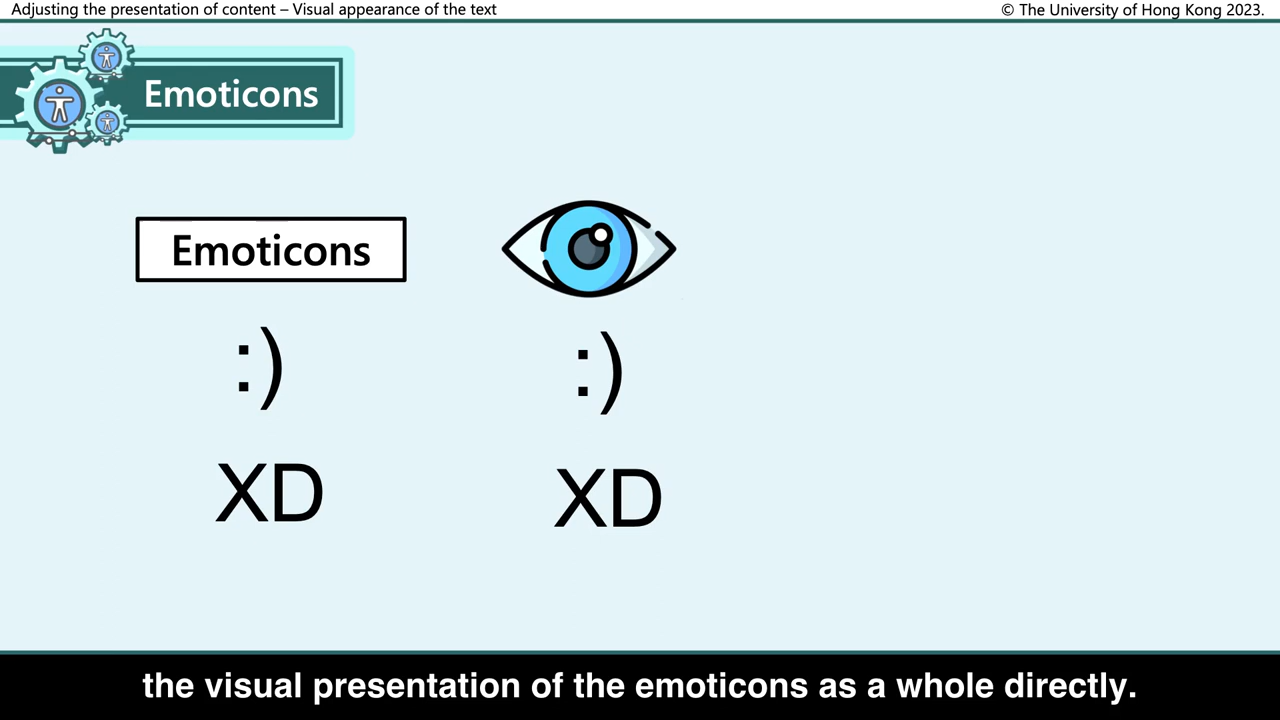 Adjusting the presentation of content – Visual appearance of the text
© The University of Hong Kong 2023.
Emoticons
Emoticons
:)
:)
XD
XD
the visual presentation of the emoticons as a whole directly.